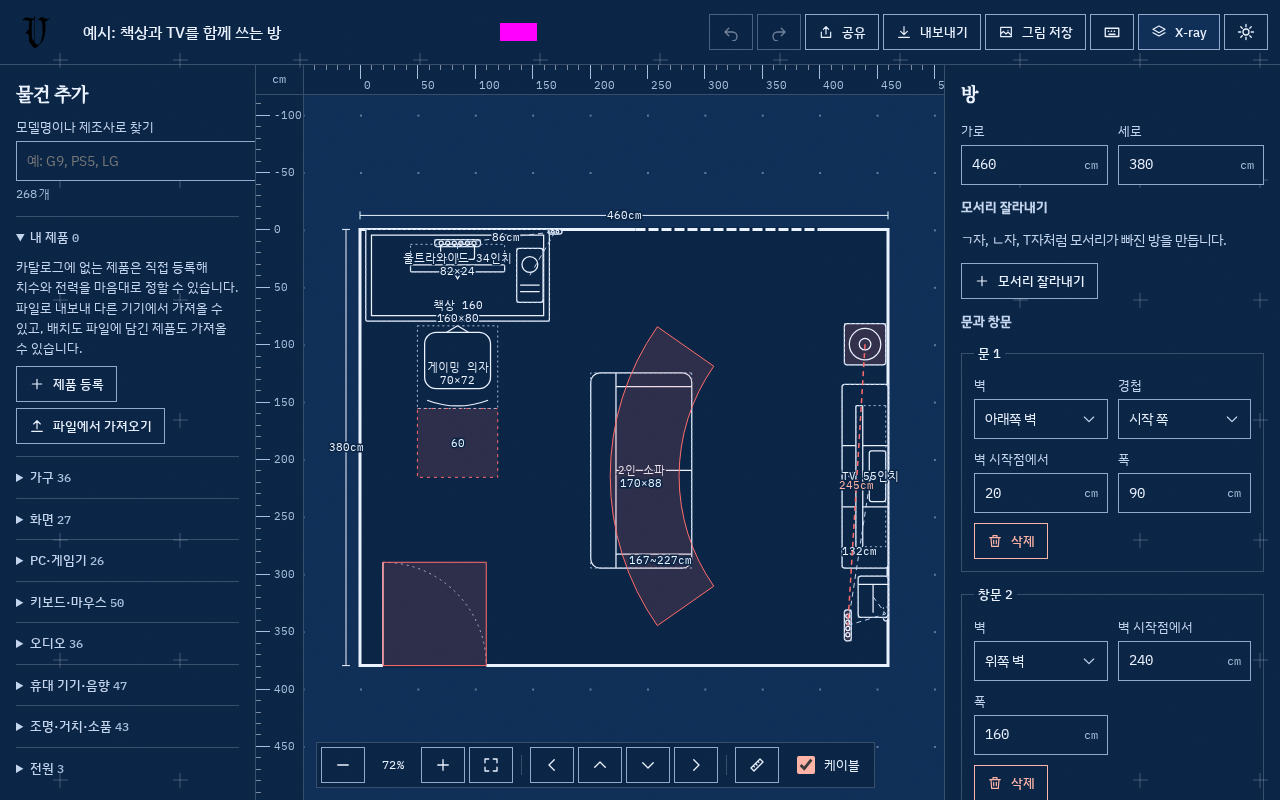 예시: 책상과 TV를 함께 쓰는 방
공유
내보내기
그림 저장
X-ray
물건 추가
모델명이나 제조사로 찾기
예: G9, PS5, LG
268개
내 제품 0
카탈로그에 없는 제품은 직접 등록해
치수와 전력을 마음대로 정할 수 있습니다.
파일로 내보내 다른 기기에서 가져올 수
있고, 배치도 파일에 담긴 제품도 가져올
수 있습니다.
제품 등록
파일에서 가져오기
가구 36
화면 27
PC·게임기 26
키보드·마우스 50
오디오 36
휴대 기기·음향 47
조명·거치·소품 43
전원 3
cm
0
50
100
150
200
250
300
350
400
450
5
-100
-50
0
50
100
150
200
250
300
350
400
450
460cm
86cm
울트라와이드 34인치
82×24
책상 160
160×80
게이밍 의자
70×72
60
380cm
2인 소파
170×88
167~227cm
TV 55인치
245cm
132cm
72%
케이블
방
가로
세로
460 cm
380 cm
모서리 잘라내기
ㄱ자, ㄴ자, T자처럼 모서리가 빠진 방을 만듭니다.
모서리 잘라내기
문과 창문
문 1
벽
경첩
아래쪽 벽
시작 쪽
벽 시작점에서
폭
20 cm
90 cm
삭제
창문 2
벽
벽 시작점에서
위쪽 벽
240 cm
폭
160 cm
삭제